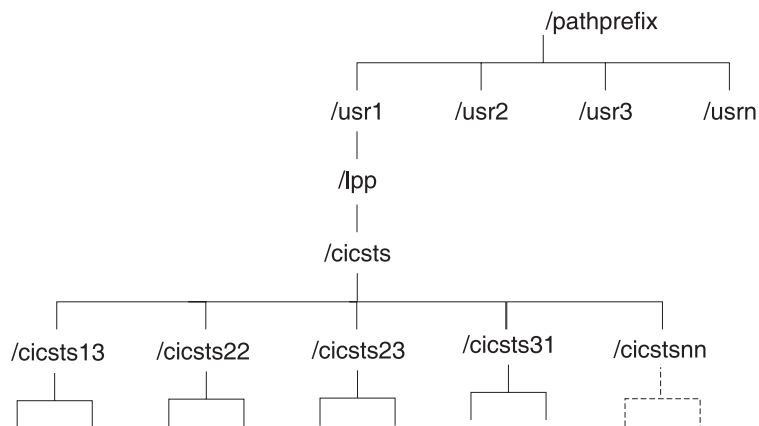 /pathprefix
/usr1 /usr2 /usr3 /usrn
/lpp
/cicsts
/cicsts13 /cicsts22 /cicsts23 /cicsts31 /cicstsnn